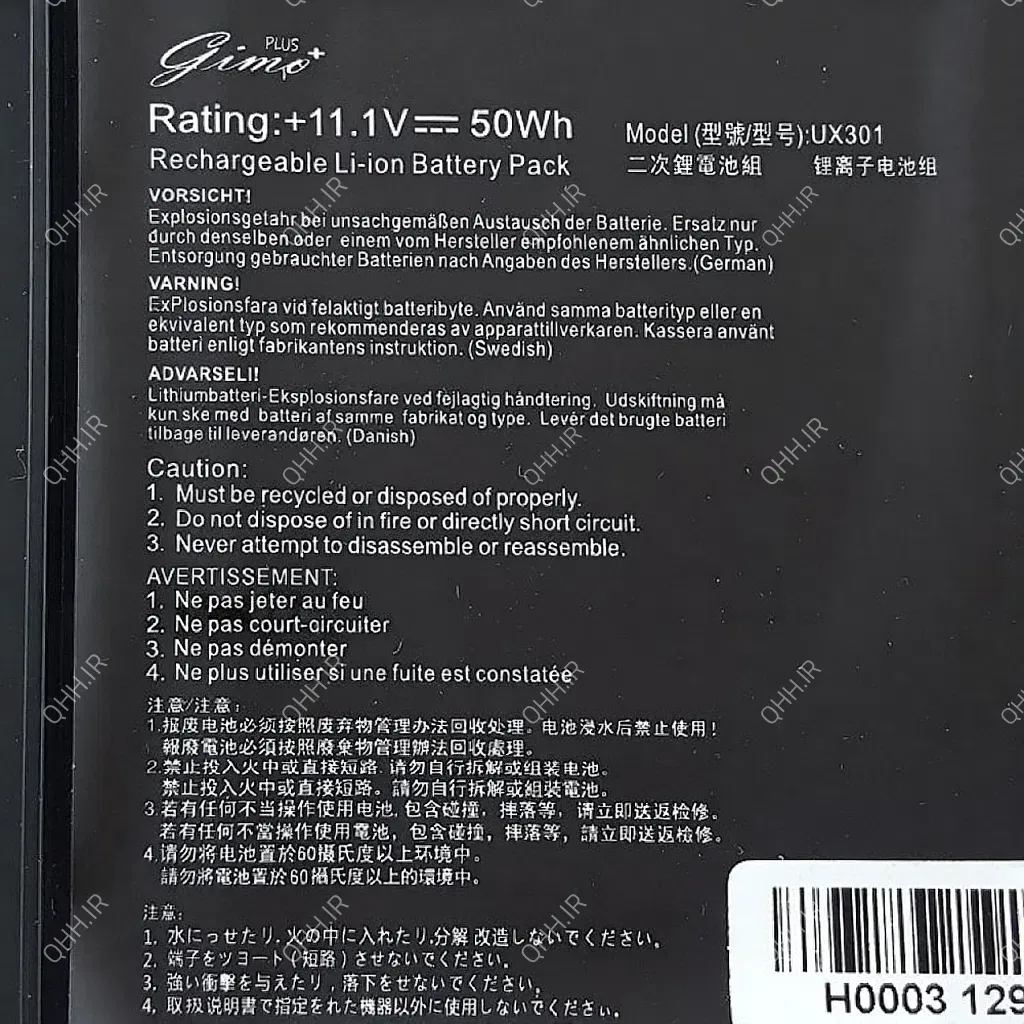 Gimo PLUS+
Rating:+11.1V⎓ 50Wh
Model (型號/型号):UX301
Rechargeable Li-ion Battery Pack
二次鋰電池組 锂离子电池组
VORSICHT!
Explosionsgetahr bei unsachgemäßen Austausch der Batterie. Ersatz nur
durch denselben oder einem vom Hersteller empfohlenem ähnlichen Typ.
Entsorgung gebrauchter Batterien nach Angaben des Herstellers.(German)
VARNING!
ExPlosionsfara vid felaktigt batteribyte. Använd samma batterityp eller en
ekvivalent typ som rekommenderas av apparattillverkaren. Kassera använt
batteri enligt fabrikantens instruktion. (Swedish)
ADVARSELI!
Lithiumbatteri-Eksplosionsfare ved fejlagtig håndtering. Udskiftning må
kun ske med batteri af samme fabrikat og type. Levér det brugte batteri
tilbage til leverandøren. (Danish)
Caution:
1. Must be recycled or disposed of properly.
2. Do not dispose of in fire or directly short circuit.
3. Never attempt to disassemble or reassemble.
AVERTISSEMENT:
1. Ne pas jeter au feu
2. Ne pas court-circuiter
3. Ne pas démonter
4. Ne plus utiliser si une fuite est constatée
注意/注意:
1.报废电池必须按照废弃物管理办法回收处理。电池浸水后禁止使用!
報廢電池必須按照廢棄物管理辦法回收處理。
2.禁止投入火中或直接短路. 请勿自行拆解或组装电池。
禁止投入火中或直接短路。請勿自行拆解或組裝電池。
3.若有任何不当操作使用电池, 包含碰撞, 摔落等, 请立即送返检修。
若有任何不當操作使用電池, 包含碰撞, 摔落等, 請立即送返検修。
4.请勿将电池置於60攝氏度以上环境中。
請勿將電池置於60攝氏度以上的環境中。
注意:
1. 水にっせたり, 火の中に入れたり,分解 改造しないでください。
2. 端子をツヨート(短路)させないでください。
3. 強い衝撃を与えたり, 落下をせないでください,
4. 取扱说明書で指定をれた機器以外に使用しないでください。
H0003 129
QHH.IR